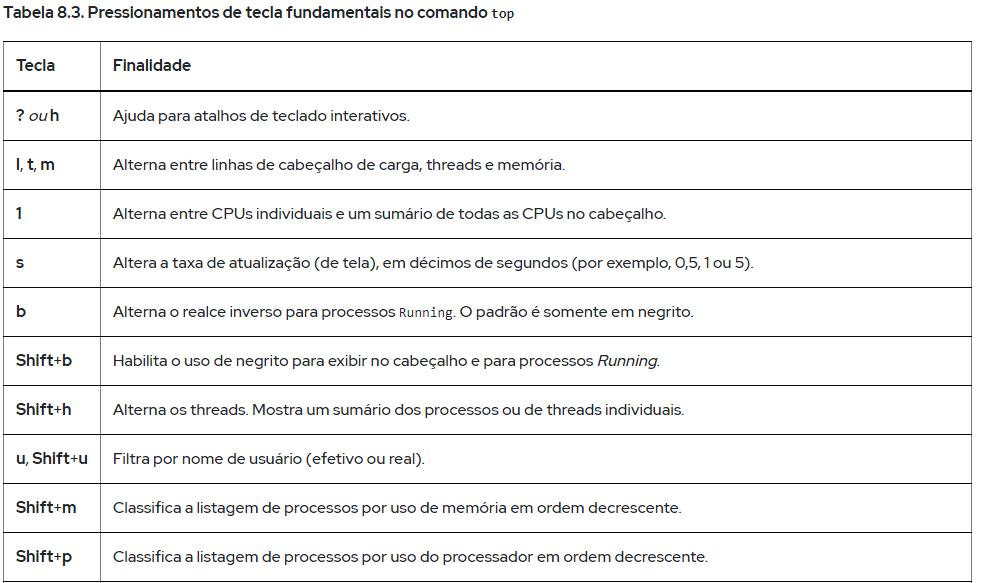 Tabela 8.3. Pressionamentos de tecla fundamentais no comando top
Tecla Finalidade
? ou h Ajuda para atalhos de teclado interativos.
l, t, m Alterna entre linhas de cabeçalho de carga, threads e memória.
1 Alterna entre CPUs individuais e um sumário de todas as CPUs no cabeçalho.
s Altera a taxa de atualização (de tela), em décimos de segundos (por exemplo, 0,5, 1 ou 5).
b Alterna o realce inverso para processos Running. O padrão é somente em negrito.
Shift+b Habilita o uso de negrito para exibir no cabeçalho e para processos Running.
Shift+h Alterna os threads. Mostra um sumário dos processos ou de threads individuais.
u, Shift+u Filtra por nome de usuário (efetivo ou real).
Shift+m Classifica a listagem de processos por uso de memória em ordem decrescente.
Shift+p Classifica a listagem de processos por uso do processador em ordem decrescente.